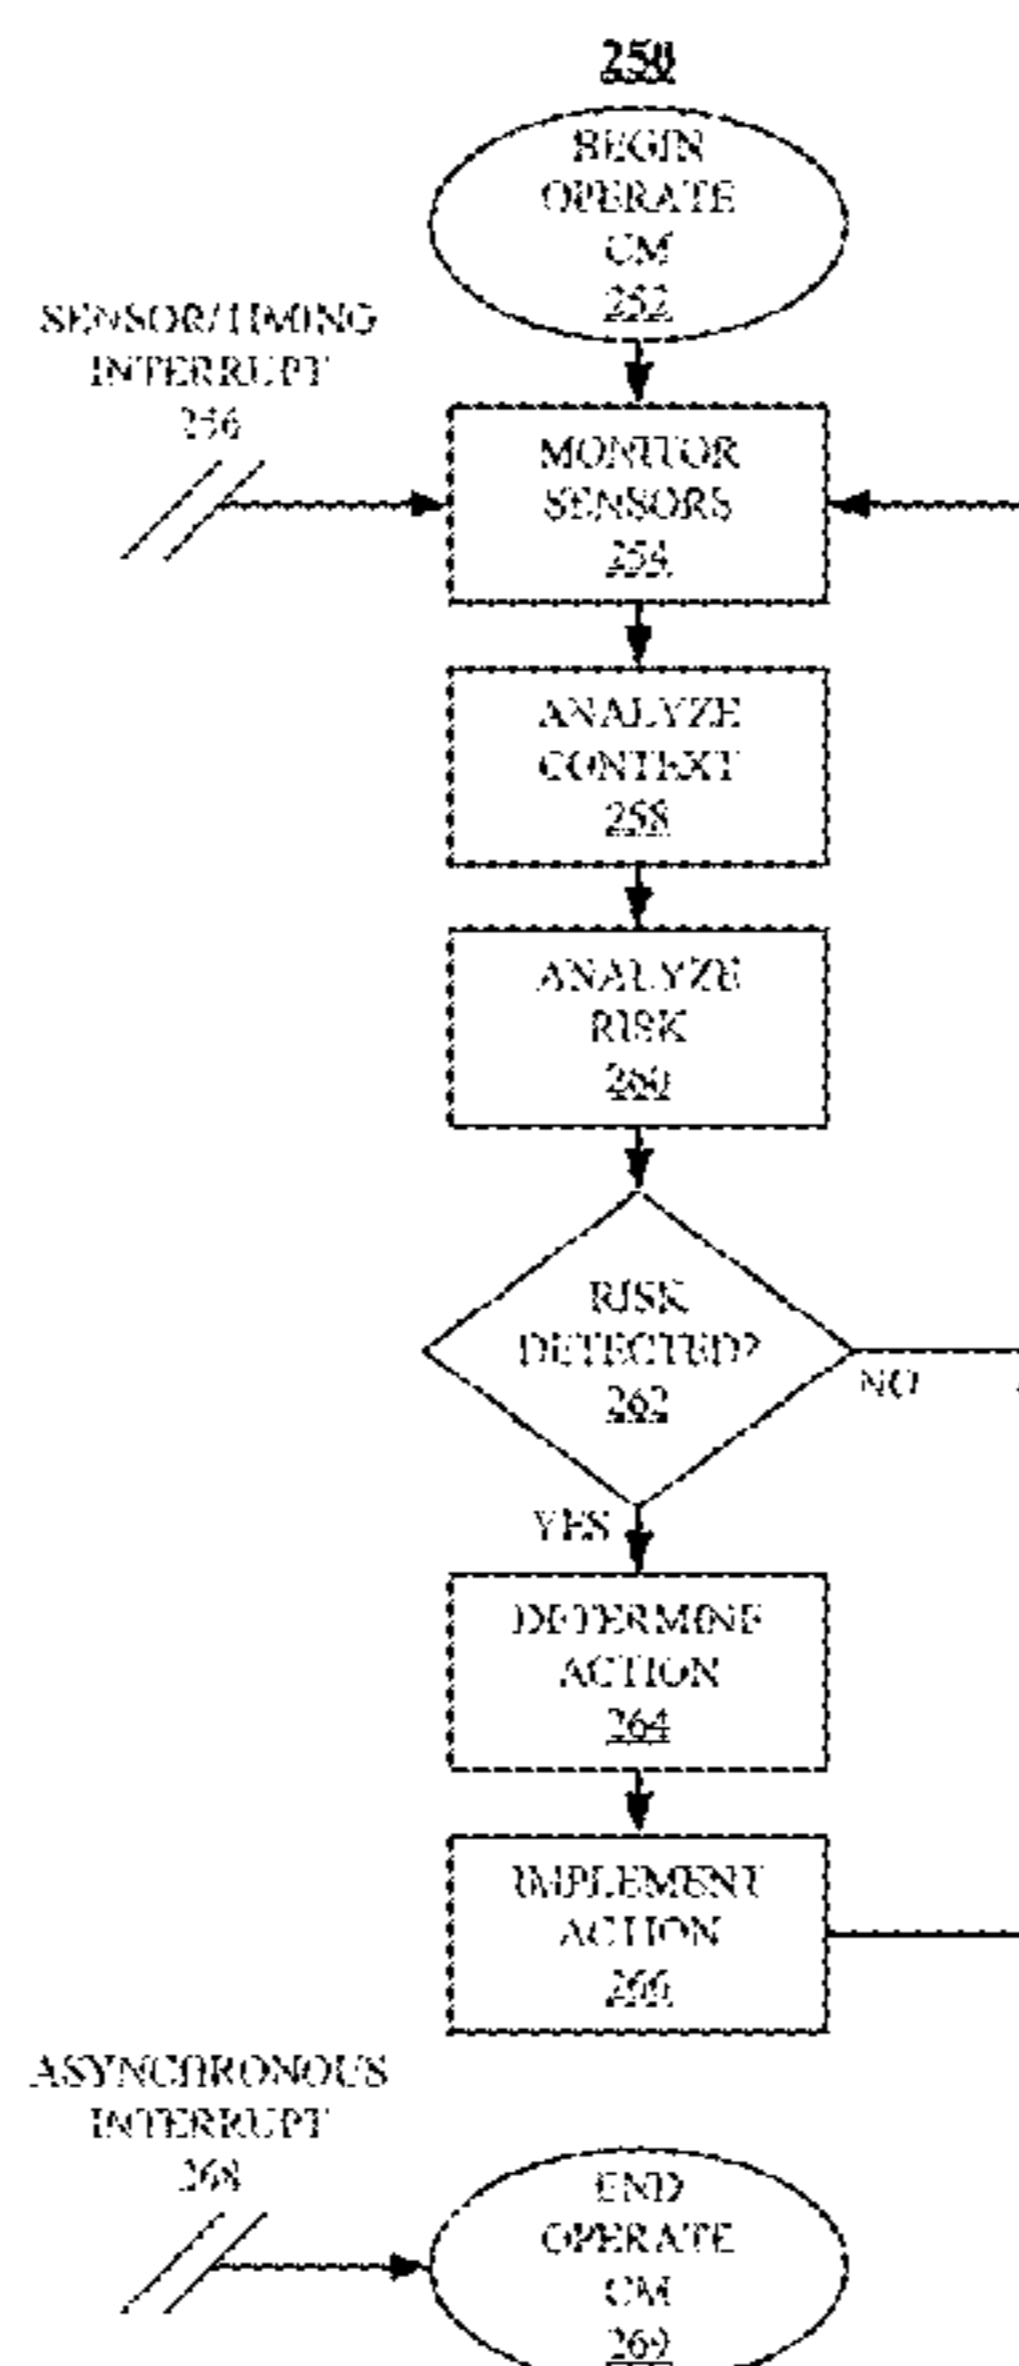 250
BEGIN
OPERATE
CM
252
SENSOR/TIMING
INTERRUPT
256
MONITOR
SENSORS
254
ANALYZE
CONTEXT
258
ANALYZE
RISK
260
RISK
DETECTED?
262
NO
YES
DETERMINE
ACTION
264
IMPLEMENT
ACTION
266
ASYNCHRONOUS
INTERRUPT
268
END
OPERATE
CM
269